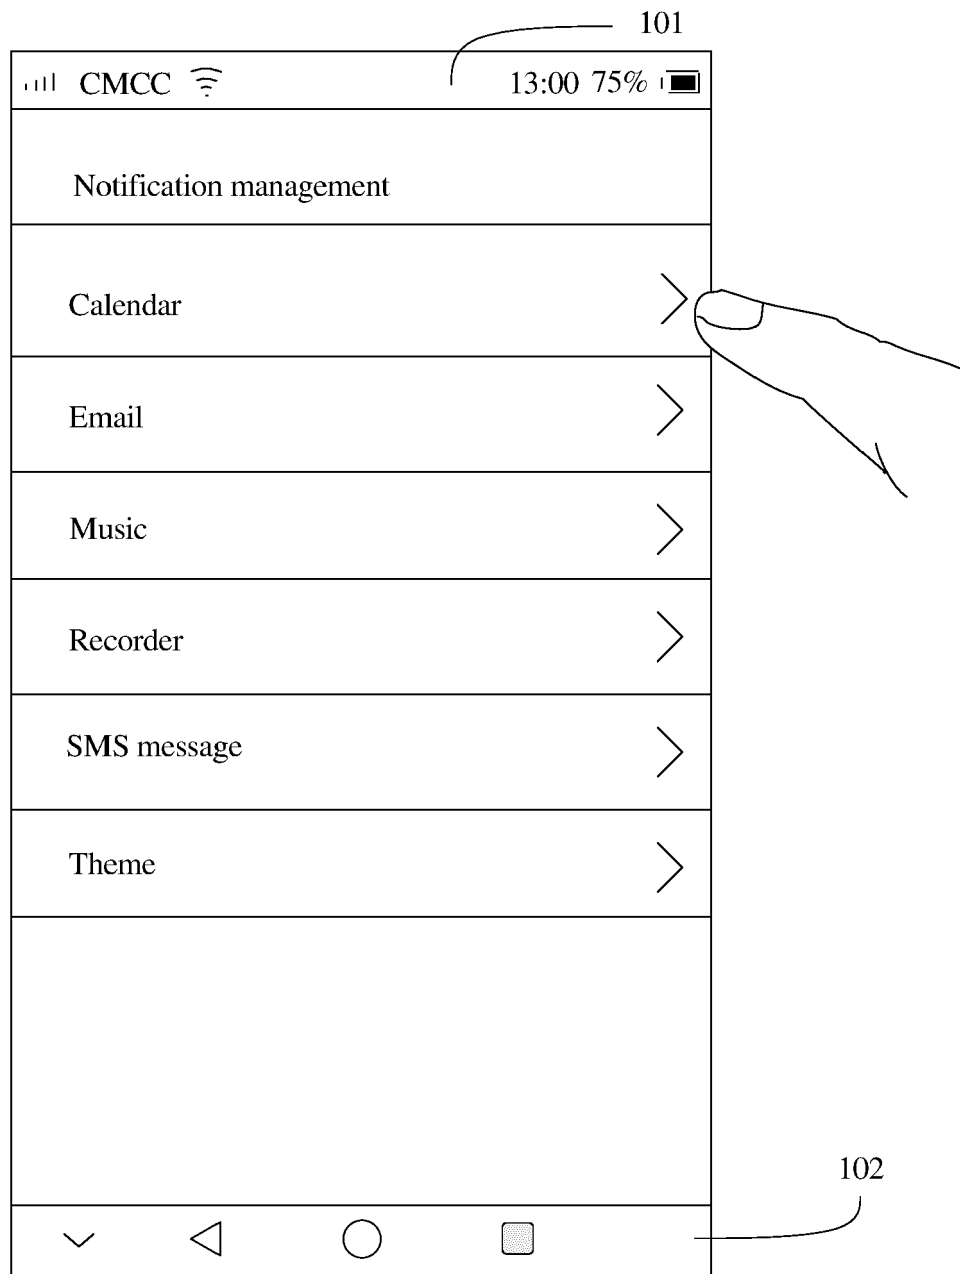 101
CMCC 13:00 75%
Notification management
Calendar
Email
Music
Recorder
SMS message
Theme
102